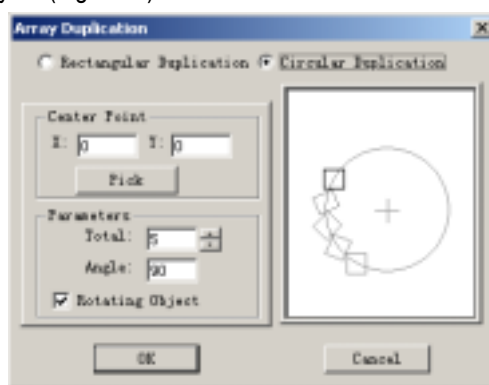 Array Duplication
Rectangular Duplication Circular Duplication
Center Point
X: 0 Y: 0
Pick
Parameters
Total: 5
Angle: 90
Rotating Object
OK Cancel